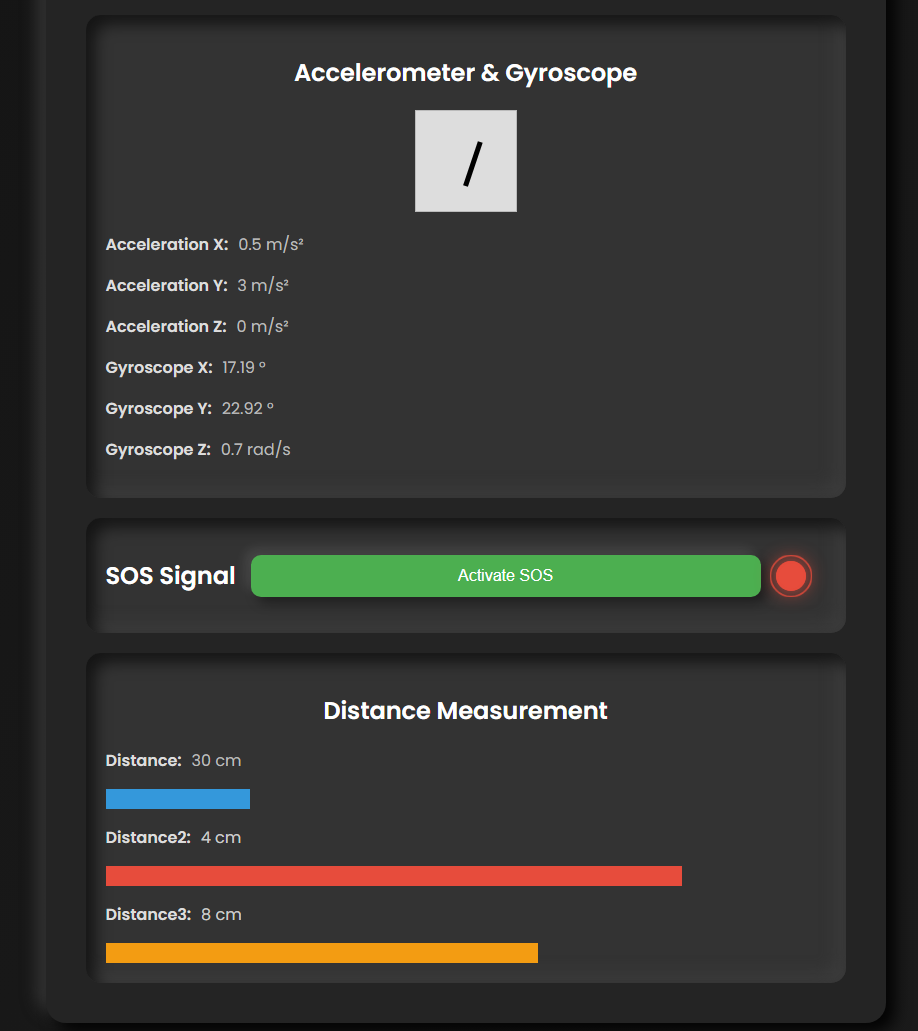 Accelerometer & Gyroscope
Acceleration X: 0.5 m/s²
Acceleration Y: 3 m/s²
Acceleration Z: 0 m/s²
Gyroscope X: 17.19 °
Gyroscope Y: 22.92 °
Gyroscope Z: 0.7 rad/s
SOS Signal Activate SOS
Distance Measurement
Distance: 30 cm
Distance2: 4 cm
Distance3: 8 cm